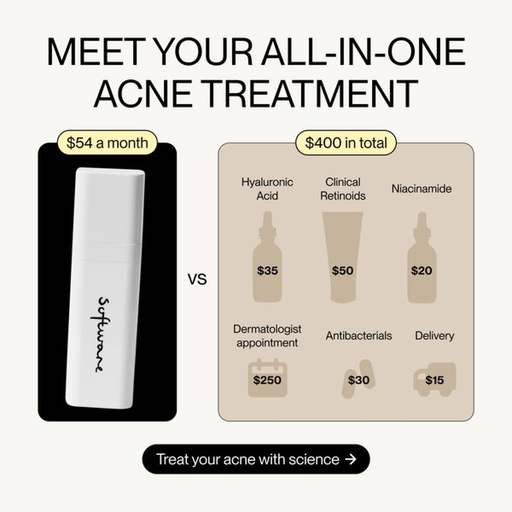 MEET YOUR ALL-IN-ONE
ACNE TREATMENT
$54 a month
$400 in total
Hyaluronic
Acid
Clinical
Retinoids
Niacinamide
$35
$50
$20
Software
VS
Dermatologist
appointment
Antibacterials
Delivery
$250
$30
$15
Treat your acne with science →